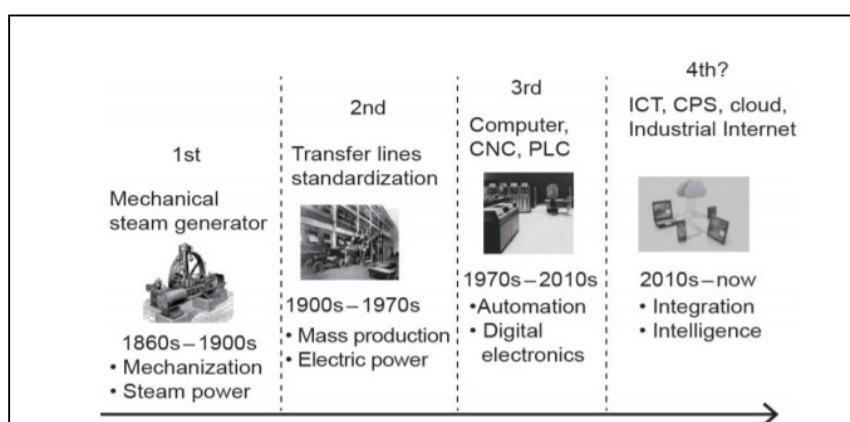 1st
Mechanical
steam generator
1860s–1900s
• Mechanization
• Steam power
2nd
Transfer lines
standardization
1900s–1970s
• Mass production
• Electric power
3rd
Computer,
CNC, PLC
1970s–2010s
•Automation
• Digital
electronics
4th?
ICT, CPS, cloud,
Industrial Internet
2010s–now
• Integration
• Intelligence